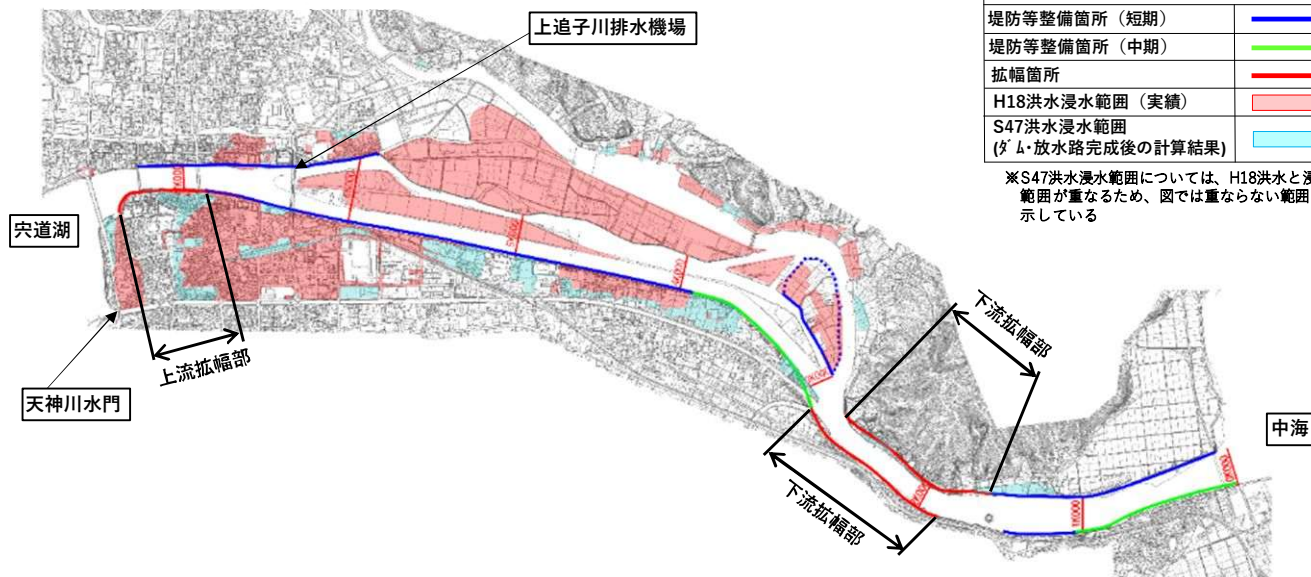 上追子川排水機場
堤防等整備箇所（短期）
堤防等整備箇所（中期）
拡幅箇所
H18洪水浸水範囲（実績）
S47洪水浸水範囲
(ダム・放水路完成後の計算結果)
※S47洪水浸水範囲については、H18洪水と浸
範囲が重なるため、図では重ならない範囲
示している
宍道湖
上流拡幅部
天神川水門
下流拡幅部
下流拡幅部
中海